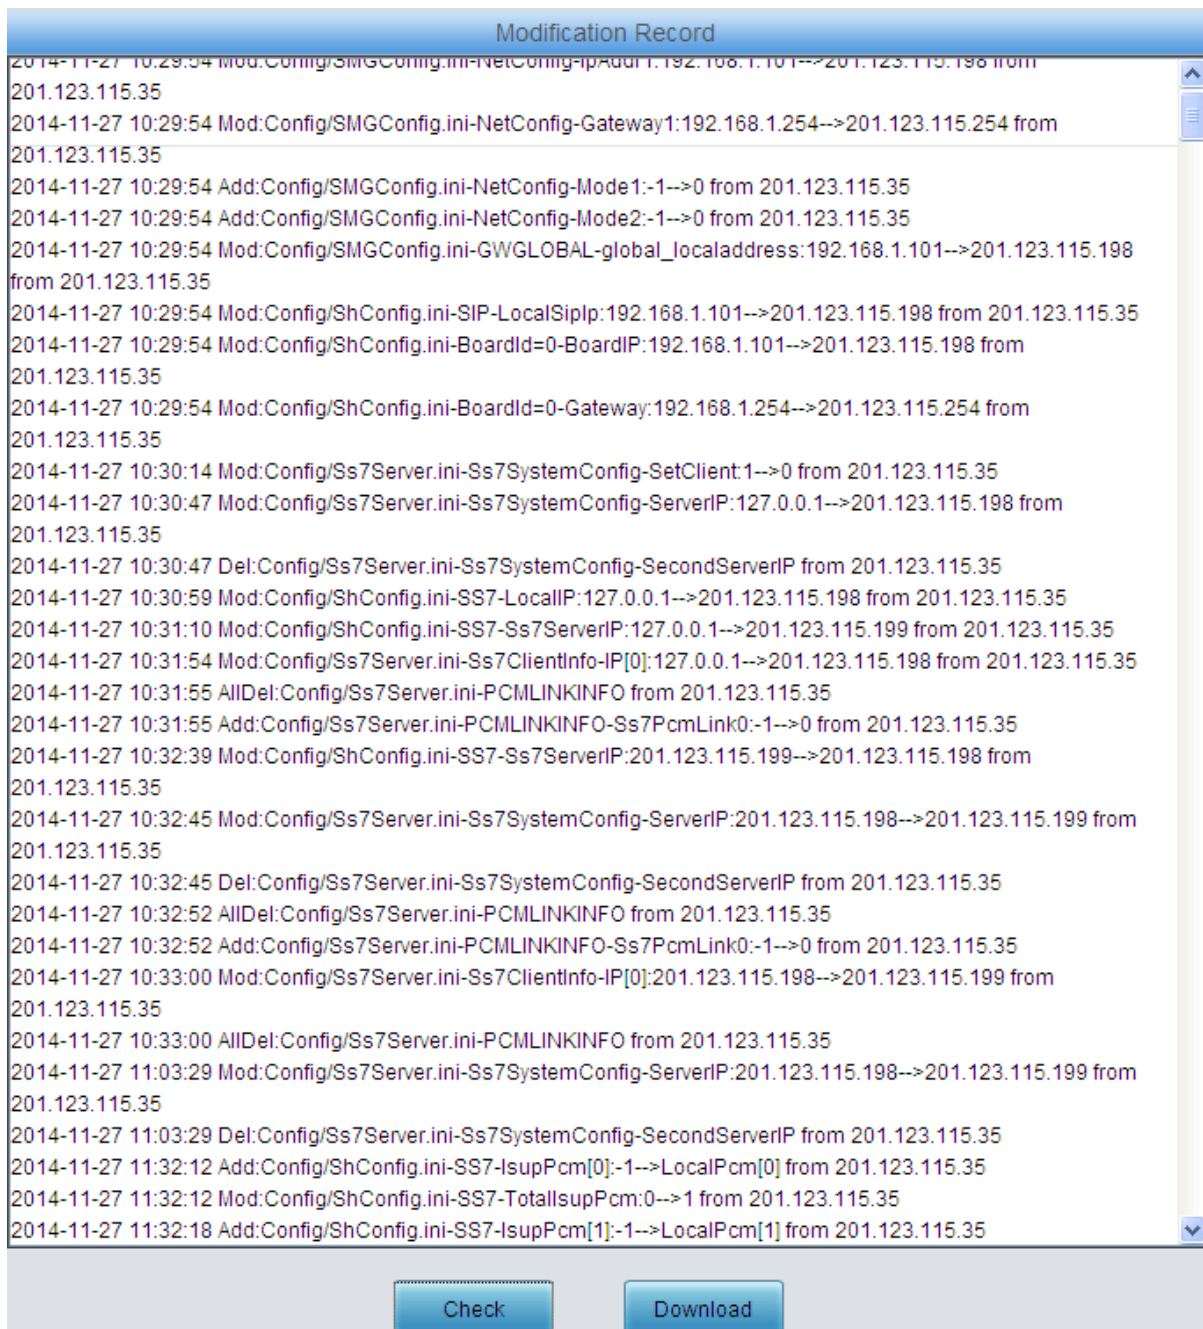 Modification Record
2014-11-27 10:29:54 Mod:Config/SMGConfig.ini-NetConfig-IpAddr1:192.168.1.101-->201.123.115.198 from
201.123.115.35
2014-11-27 10:29:54 Mod:Config/SMGConfig.ini-NetConfig-Gateway1:192.168.1.254-->201.123.115.254 from
201.123.115.35
2014-11-27 10:29:54 Add:Config/SMGConfig.ini-NetConfig-Mode1:-1-->0 from 201.123.115.35
2014-11-27 10:29:54 Add:Config/SMGConfig.ini-NetConfig-Mode2:-1-->0 from 201.123.115.35
2014-11-27 10:29:54 Mod:Config/SMGConfig.ini-GWGLOBAL-global_localaddress:192.168.1.101-->201.123.115.198
from 201.123.115.35
2014-11-27 10:29:54 Mod:Config/ShConfig.ini-SIP-LocalSipIp:192.168.1.101-->201.123.115.198 from 201.123.115.35
2014-11-27 10:29:54 Mod:Config/ShConfig.ini-BoardId=0-BoardIP:192.168.1.101-->201.123.115.198 from
201.123.115.35
2014-11-27 10:29:54 Mod:Config/ShConfig.ini-BoardId=0-Gateway:192.168.1.254-->201.123.115.254 from
201.123.115.35
2014-11-27 10:30:14 Mod:Config/Ss7Server.ini-Ss7SystemConfig-SetClient:1-->0 from 201.123.115.35
2014-11-27 10:30:47 Mod:Config/Ss7Server.ini-Ss7SystemConfig-ServerIP:127.0.0.1-->201.123.115.198 from
201.123.115.35
2014-11-27 10:30:47 Del:Config/Ss7Server.ini-Ss7SystemConfig-SecondServerIP from 201.123.115.35
2014-11-27 10:30:59 Mod:Config/ShConfig.ini-SS7-LocalIP:127.0.0.1-->201.123.115.198 from 201.123.115.35
2014-11-27 10:31:10 Mod:Config/ShConfig.ini-SS7-Ss7ServerIP:127.0.0.1-->201.123.115.199 from 201.123.115.35
2014-11-27 10:31:54 Mod:Config/Ss7Server.ini-Ss7ClientInfo-IP[0]:127.0.0.1-->201.123.115.198 from 201.123.115.35
2014-11-27 10:31:55 AllDel:Config/Ss7Server.ini-PCMLINKINFO from 201.123.115.35
2014-11-27 10:31:55 Add:Config/Ss7Server.ini-PCMLINKINFO-Ss7PcmLink0:-1-->0 from 201.123.115.35
2014-11-27 10:32:39 Mod:Config/ShConfig.ini-SS7-Ss7ServerIP:201.123.115.199-->201.123.115.198 from
201.123.115.35
2014-11-27 10:32:45 Mod:Config/Ss7Server.ini-Ss7SystemConfig-ServerIP:201.123.115.198-->201.123.115.199 from
201.123.115.35
2014-11-27 10:32:45 Del:Config/Ss7Server.ini-Ss7SystemConfig-SecondServerIP from 201.123.115.35
2014-11-27 10:32:52 AllDel:Config/Ss7Server.ini-PCMLINKINFO from 201.123.115.35
2014-11-27 10:32:52 Add:Config/Ss7Server.ini-PCMLINKINFO-Ss7PcmLink0:-1-->0 from 201.123.115.35
2014-11-27 10:33:00 Mod:Config/Ss7Server.ini-Ss7ClientInfo-IP[0]:201.123.115.198-->201.123.115.199 from
201.123.115.35
2014-11-27 10:33:00 AllDel:Config/Ss7Server.ini-PCMLINKINFO from 201.123.115.35
2014-11-27 11:03:29 Mod:Config/Ss7Server.ini-Ss7SystemConfig-ServerIP:201.123.115.198-->201.123.115.199 from
201.123.115.35
2014-11-27 11:03:29 Del:Config/Ss7Server.ini-Ss7SystemConfig-SecondServerIP from 201.123.115.35
2014-11-27 11:32:12 Add:Config/ShConfig.ini-SS7-IsupPcm[0]:-1-->LocalPcm[0] from 201.123.115.35
2014-11-27 11:32:12 Mod:Config/ShConfig.ini-SS7-TotalIsupPcm:0-->1 from 201.123.115.35
2014-11-27 11:32:18 Add:Config/ShConfig.ini-SS7-IsupPcm[1]:-1-->LocalPcm[1] from 201.123.115.35
Check
Download